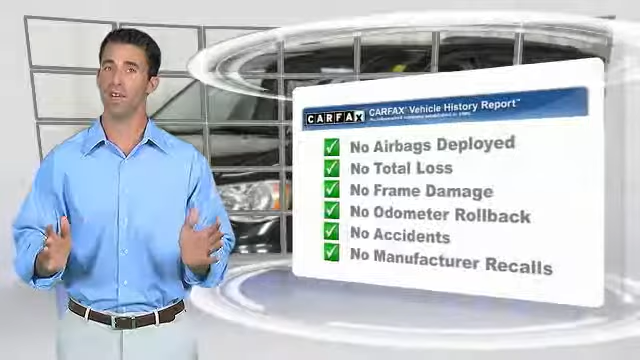 CARFAX CARFAX Vehicle History Report™
No Airbags Deployed
No Total Loss
No Frame Damage
No Odometer Rollback
No Accidents
No Manufacturer Recalls